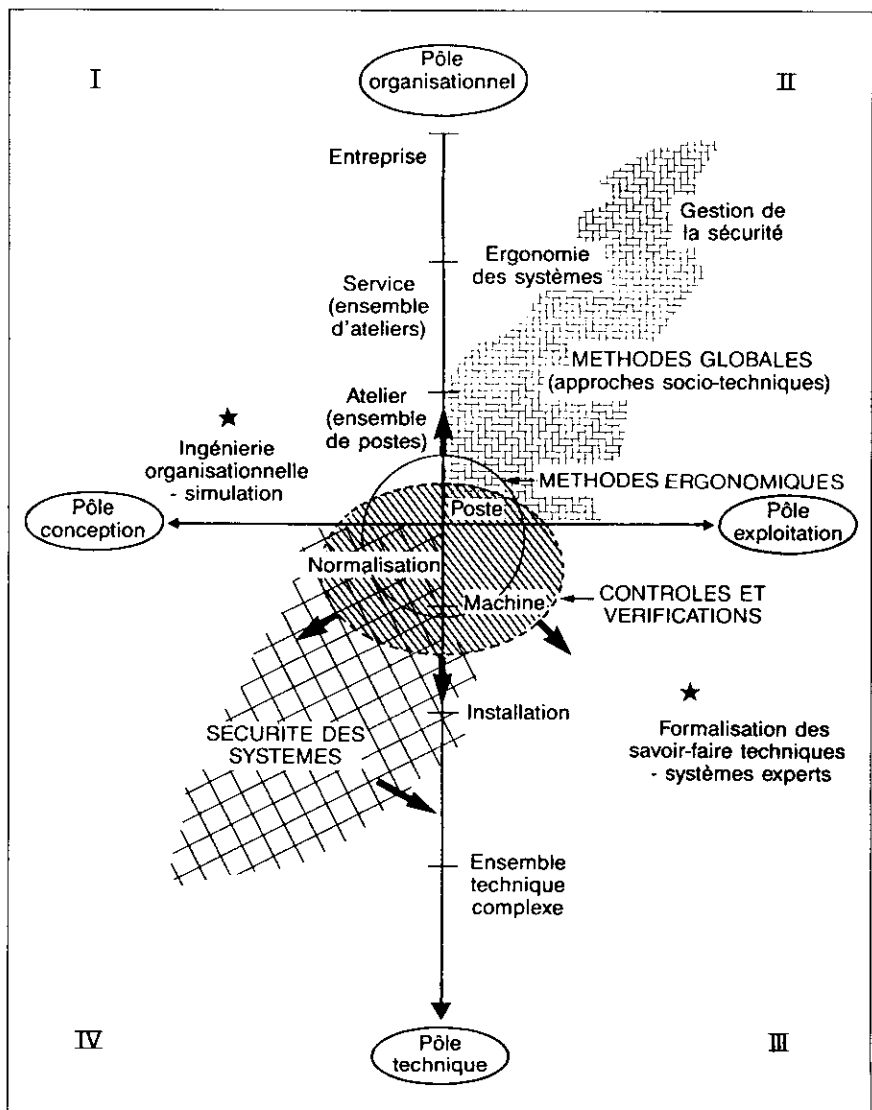 I
Pôle
organisationnel
II
Entreprise
Gestion de
la sécurité
Ergonomie
des systèmes
Service
(ensemble
d'ateliers)
METHODES GLOBALES
(approches socio-techniques)
Atelier
(ensemble
de postes)
Ingénierie
organisationnelle
- simulation
METHODES ERGONOMIQUES
Pôle
conception
Poste
Pôle
exploitation
Normalisation
Machine
CONTROLES ET
VERIFICATIONS
Installation
SECURITE DES
SYSTEMES
Formalisation des
savoir-faire techniques
- systèmes experts
Ensemble
technique
complexe
IV
Pôle
technique
III